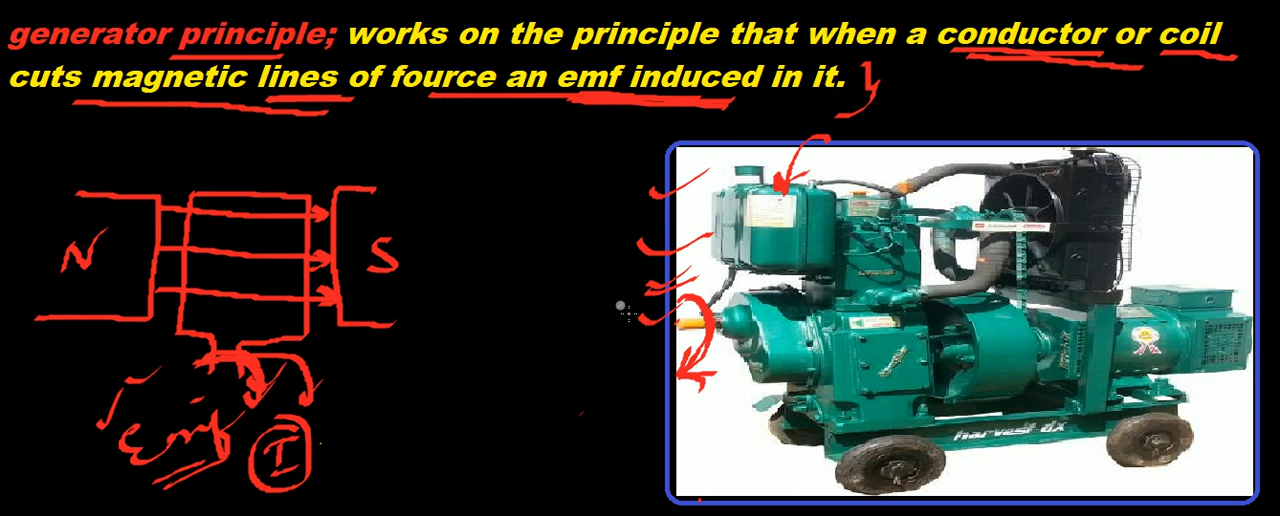 generator principle; works on the principle that when a conductor or coil
cuts magnetic lines of fource an emf induced in it.
N
S
Emf
I
harvest dx